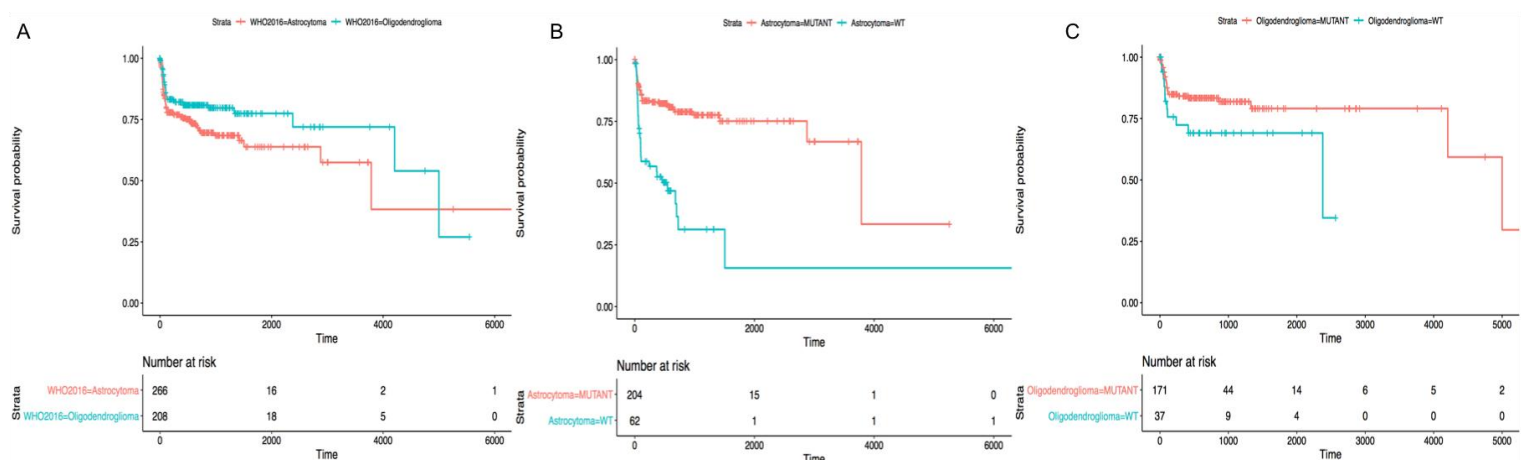 A
Strata WHO2016=Astrocytoma WHO2016=Oligodendroglioma
Survival probability
1.00
0.75
0.50
0.25
0.00
0 2000 4000 6000
Time
Number at risk
Strata
WHO2016=Astrocytoma 266 16 2 1
WHO2016=Oligodendroglioma 208 18 5 0
0 2000 4000 6000
Time
B
Strata Astrocytoma=MUTANT Astrocytoma=WT
Survival probability
1.00
0.75
0.50
0.25
0.00
0 2000 4000 6000
Time
Number at risk
Strata
Astrocytoma=MUTANT 204 15 1 0
Astrocytoma=WT 62 1 1 1
0 2000 4000 6000
Time
C
Strata Oligodendroglioma=MUTANT Oligodendroglioma=WT
Survival probability
1.00
0.75
0.50
0.25
0.00
0 1000 2000 3000 4000 5000
Time
Number at risk
Strata
Oligodendroglioma=MUTANT 171 44 14 6 5 2
Oligodendroglioma=WT 37 9 4 0 0 0
0 1000 2000 3000 4000 5000
Time